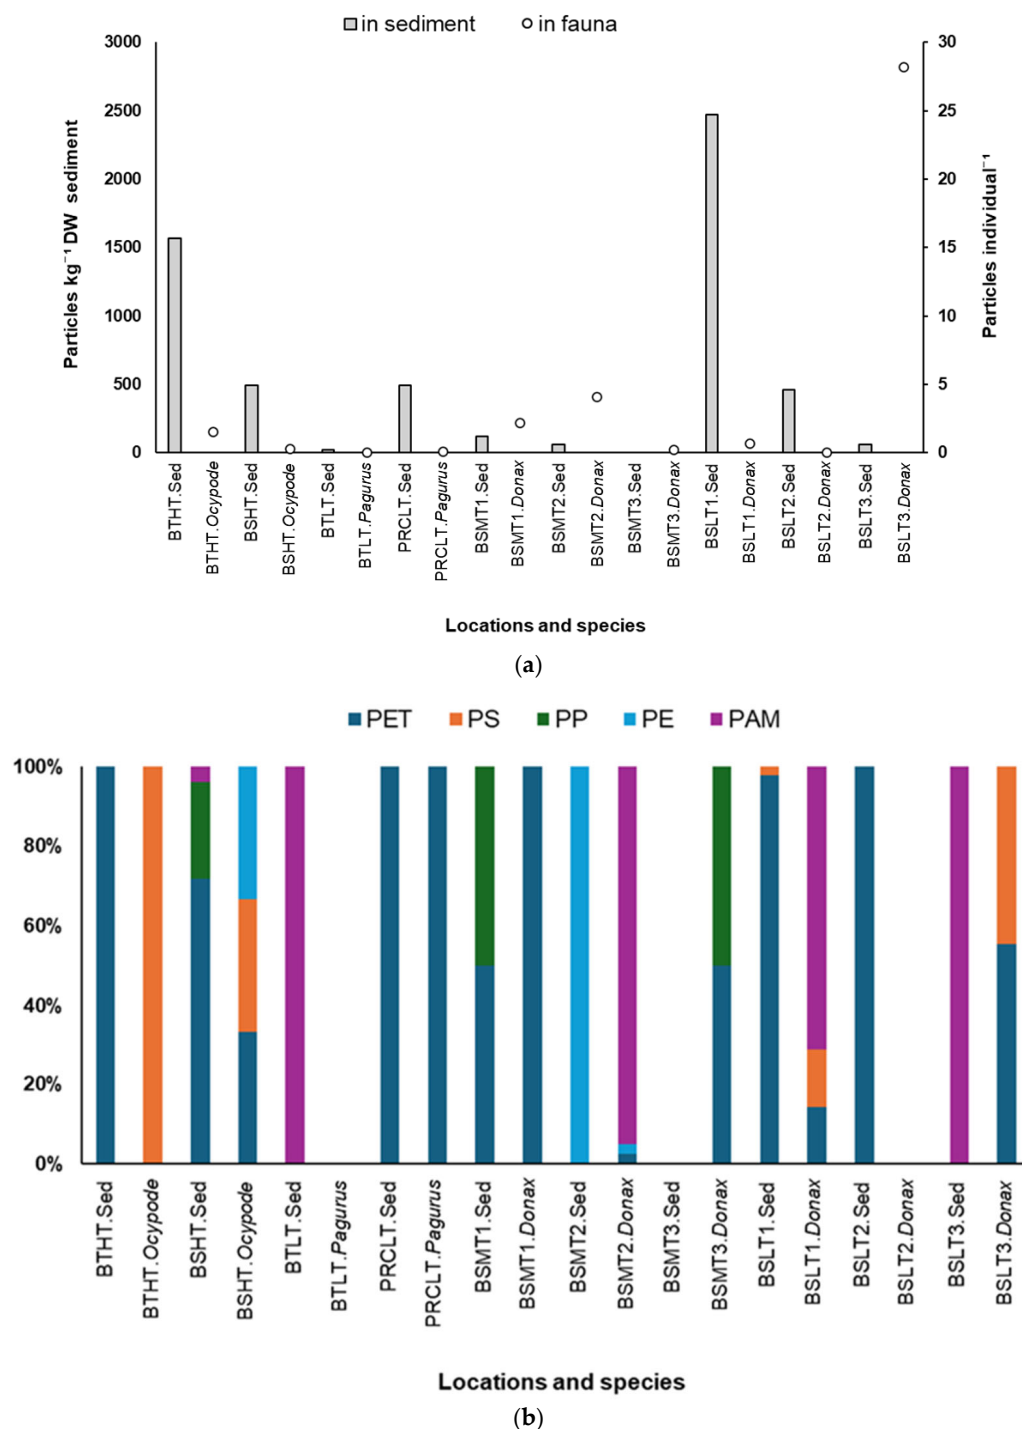 in sediment in fauna
3000 30
2500 25
2000 20
1500 15
1000 10
500 5
0 0
Particles kg⁻¹ DW sediment
Particles individual⁻¹
BTHT.Sed
BTHT.Ocypode
BSHT.Sed
BSHT.Ocypode
BTLT.Sed
BTLT.Pagurus
PRCLT.Sed
PRCLT.Pagurus
BSMT1.Sed
BSMT1.Donax
BSMT2.Sed
BSMT2.Donax
BSMT3.Sed
BSMT3.Donax
BSLT1.Sed
BSLT1.Donax
BSLT2.Sed
BSLT2.Donax
BSLT3.Sed
BSLT3.Donax
Locations and species
(a)
PET PS PP PE PAM
100%
80%
60%
40%
20%
0%
BTHT.Sed
BTHT.Ocypode
BSHT.Sed
BSHT.Ocypode
BTLT.Sed
BTLT.Pagurus
PRCLT.Sed
PRCLT.Pagurus
BSMT1.Sed
BSMT1.Donax
BSMT2.Sed
BSMT2.Donax
BSMT3.Sed
BSMT3.Donax
BSLT1.Sed
BSLT1.Donax
BSLT2.Sed
BSLT2.Donax
BSLT3.Sed
BSLT3.Donax
Locations and species
(b)